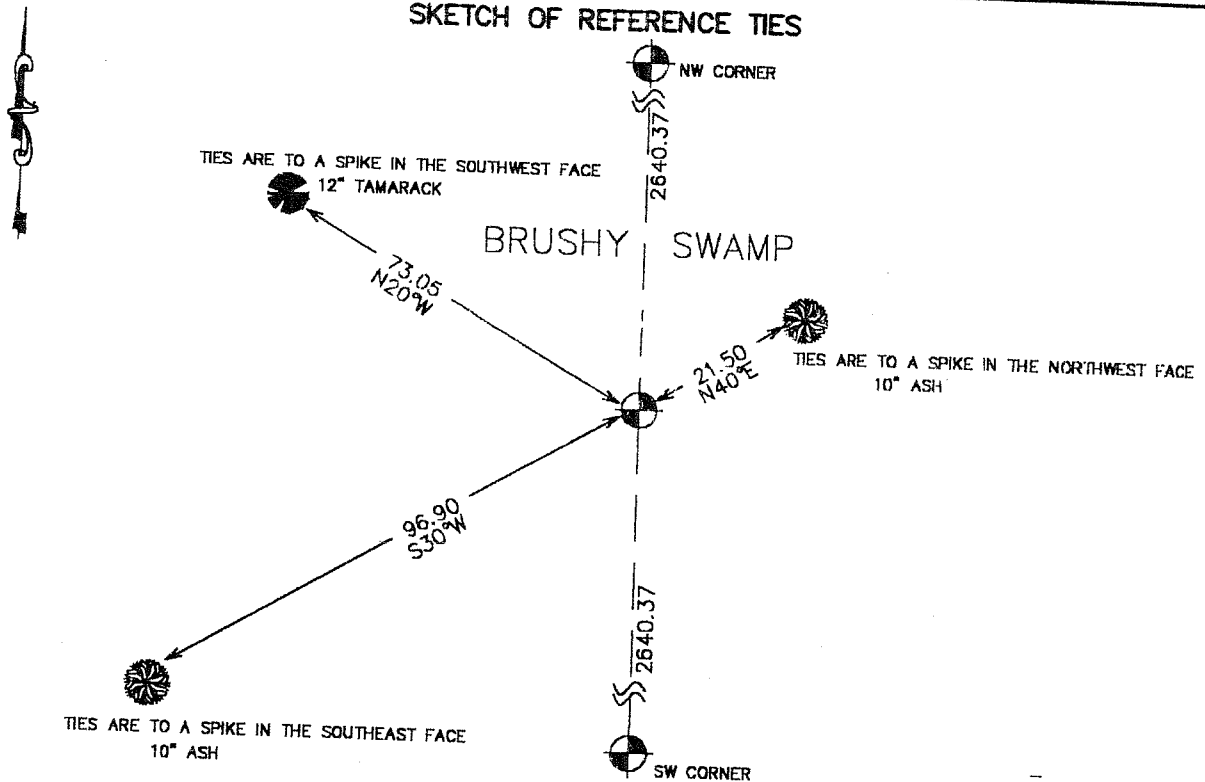 SKETCH OF REFERENCE TIES
NW CORNER
2640.37
TIES ARE TO A SPIKE IN THE SOUTHWEST FACE
12" TAMARACK
BRUSHY SWAMP
73.05
N20°W
21.50
N40°E
TIES ARE TO A SPIKE IN THE NORTHWEST FACE
10" ASH
96.90
S30°W
2640.37
TIES ARE TO A SPIKE IN THE SOUTHEAST FACE
10" ASH
SW CORNER